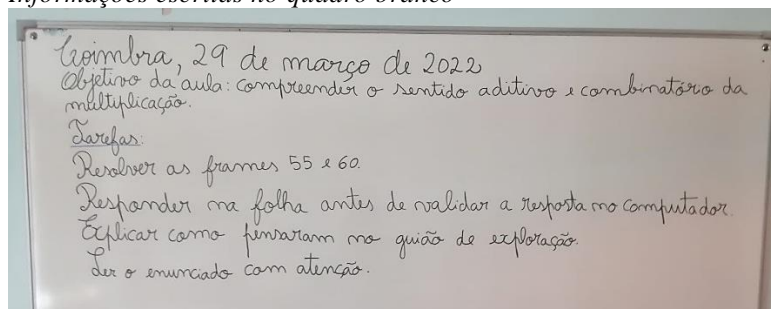 Informações escritas no quadro branco
Coimbra, 29 de março de 2022
Objetivo da aula: compreender o sentido aditivo e combinatório da
multiplicação.
Tarefas:
Resolver as frames 55 e 60.
Responder na folha antes de validar a resposta no computador.
Explicar como pensaram no guião de exploração.
Ler o enunciado com atenção.